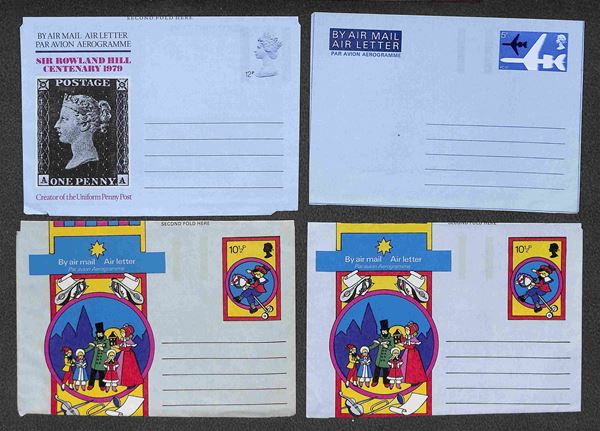 SECOND FOLD HERE
BY AIR MAIL AIR LETTER
PAR AVION AEROGRAMME
SIR ROWLAND HILL
CENTENARY 1979
12P
POSTAGE
A ONE PENNY A
Creator of the Uniform Penny Post
BY AIR MAIL
AIR LETTER
PAR AVION AEROGRAMME
5d
SECOND FOLD HERE
By air mail Air letter
Par avion Aerogramme
10½P
SECOND FOLD HERE
By air mail Air letter
Par avion Aerogramme
10½P